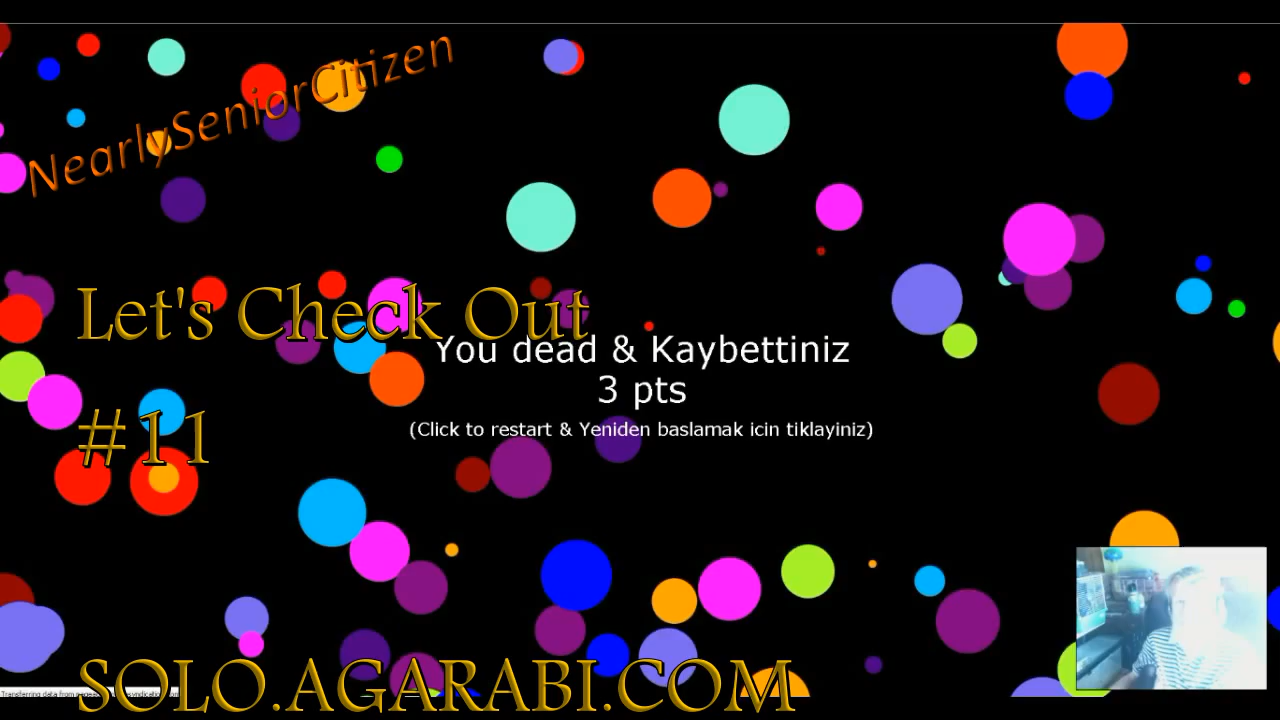 NearlySeniorCitizen
Let's Check Out
You dead & Kaybettiniz
3 pts
(Click to restart & Yeniden baslamak icin tiklayiniz)
#11
SOLO.AGARABI.COM